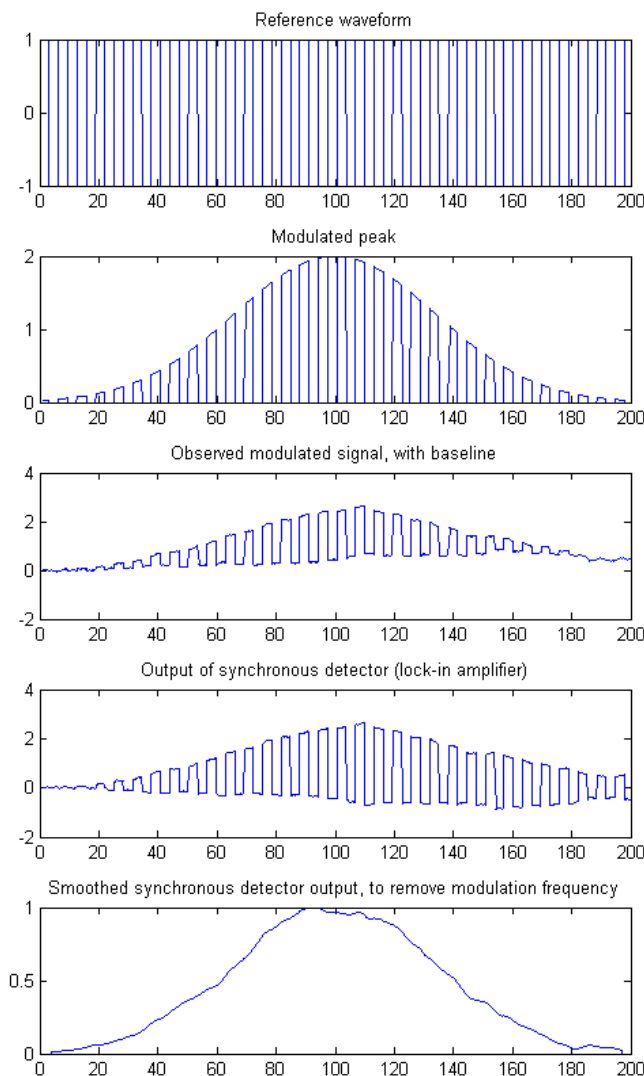 Reference waveform
1
0
-1
0 20 40 60 80 100 120 140 160 180 200
Modulated peak
2
1
0
0 20 40 60 80 100 120 140 160 180 200
Observed modulated signal, with baseline
4
2
0
-2
0 20 40 60 80 100 120 140 160 180 200
Output of synchronous detector (lock-in amplifier)
4
2
0
-2
0 20 40 60 80 100 120 140 160 180 200
Smoothed synchronous detector output, to remove modulation frequency
1
0.5
0
0 20 40 60 80 100 120 140 160 180 200